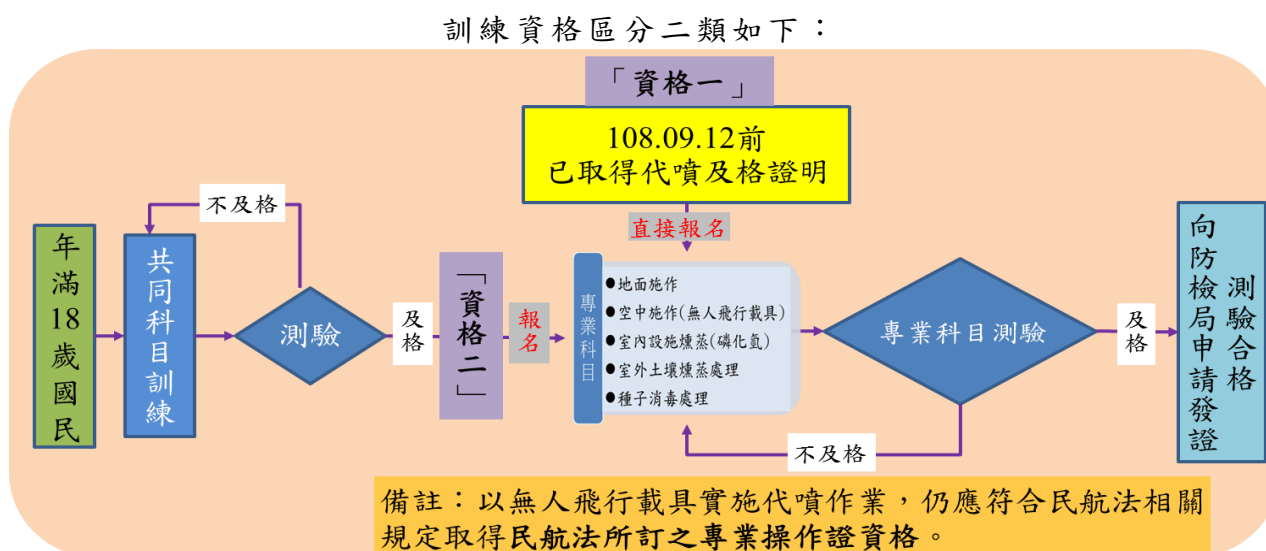 訓練資格區分二類如下：
「資格一」
108.09.12前
已取得代噴及格證明
直接報名
不及格
年滿18歲國民
共同科目訓練
測驗
及格
「資格二」
報名
專業科目
●地面施作
●空中施作(無人飛行載具)
●室內設施燻蒸(磷化氫)
●室外土壤燻蒸處理
●種子消毒處理
專業科目測驗
不及格
及格
測驗合格
向防檢局申請發證
備註：以無人飛行載具實施代噴作業，仍應符合民航法相關
規定取得民航法所訂之專業操作證資格。